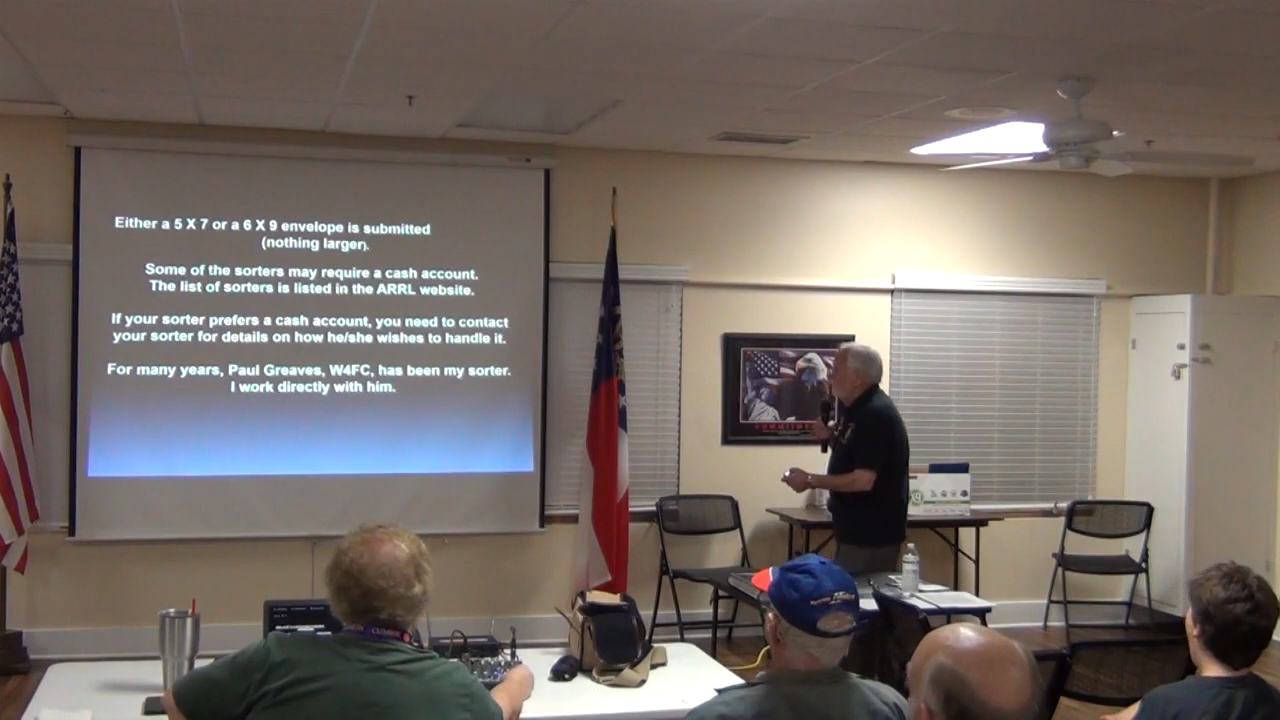 Either a 5 X 7 or a 6 X 9 envelope is submitted
(nothing larger).
Some of the sorters may require a cash account.
The list of sorters is listed in the ARRL website.
If your sorter prefers a cash account, you need to contact
your sorter for details on how he/she wishes to handle it.
For many years, Paul Greaves, W4FC, has been my sorter.
I work directly with him.